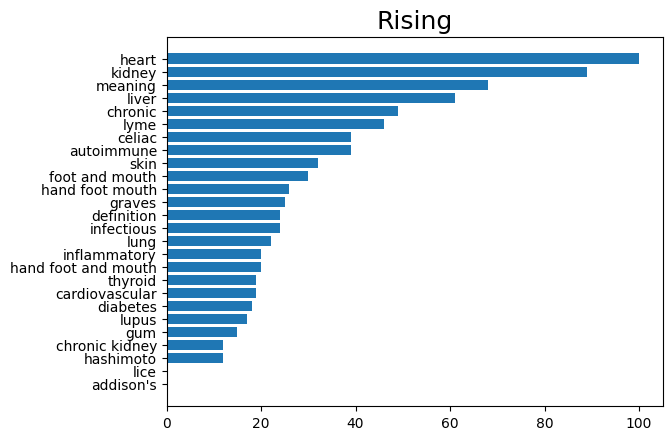 Rising
heart
kidney
meaning
liver
chronic
lyme
celiac
autoimmune
skin
foot and mouth
hand foot mouth
graves
definition
infectious
lung
inflammatory
hand foot and mouth
thyroid
cardiovascular
diabetes
lupus
gum
chronic kidney
hashimoto
lice
addison's
0 20 40 60 80 100